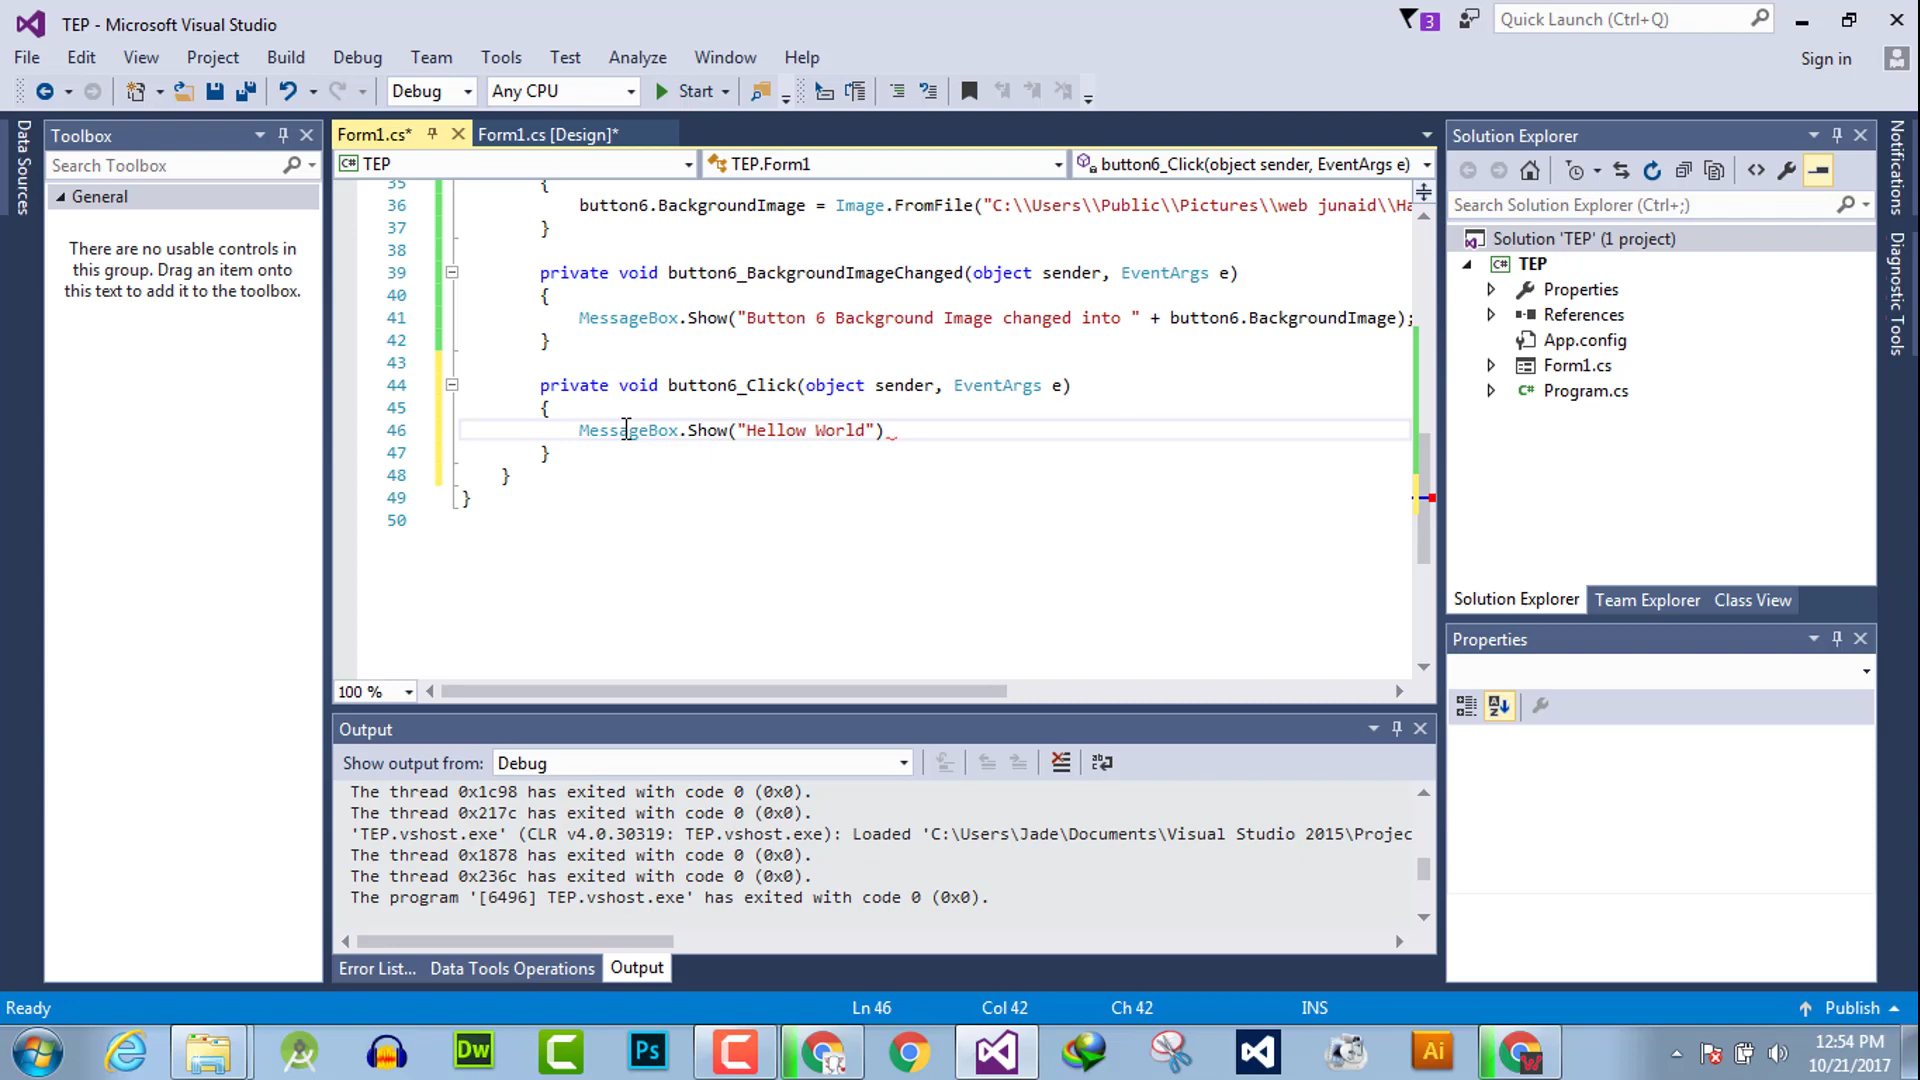 TEP - Microsoft Visual Studio
3
Quick Launch (Ctrl+Q)
File Edit View Project Build Debug Team Tools Test Analyze Window Help
Sign in
Debug Any CPU Start
Data Sources
Toolbox
Search Toolbox
General
There are no usable controls in
this group. Drag an item onto
this text to add it to the toolbox.
Form1.cs* Form1.cs [Design]*
C# TEP TEP.Form1 button6_Click(object sender, EventArgs e)
35 {
36 button6.BackgroundImage = Image.FromFile("C:\\Users\\Public\\Pictures\\web junaid\\Ha
37 }
38
39 private void button6_BackgroundImageChanged(object sender, EventArgs e)
40 {
41 MessageBox.Show("Button 6 Background Image changed into " + button6.BackgroundImage);
42 }
43
44 private void button6_Click(object sender, EventArgs e)
45 {
46 MessageBox.Show("Hellow World")
47 }
48 }
49 }
50
100 %
Output
Show output from: Debug
The thread 0x1c98 has exited with code 0 (0x0).
The thread 0x217c has exited with code 0 (0x0).
'TEP.vshost.exe' (CLR v4.0.30319: TEP.vshost.exe): Loaded 'C:\Users\Jade\Documents\Visual Studio 2015\Projec
The thread 0x1878 has exited with code 0 (0x0).
The thread 0x236c has exited with code 0 (0x0).
The program '[6496] TEP.vshost.exe' has exited with code 0 (0x0).
Error List... Data Tools Operations Output
Solution Explorer
Search Solution Explorer (Ctrl+;)
Solution 'TEP' (1 project)
C# TEP
Properties
References
App.config
Form1.cs
C# Program.cs
Solution Explorer Team Explorer Class View
Properties
Notifications
Diagnostic Tools
Ready Ln 46 Col 42 Ch 42 INS Publish
Dw Ps Ai W
12:54 PM
10/21/2017